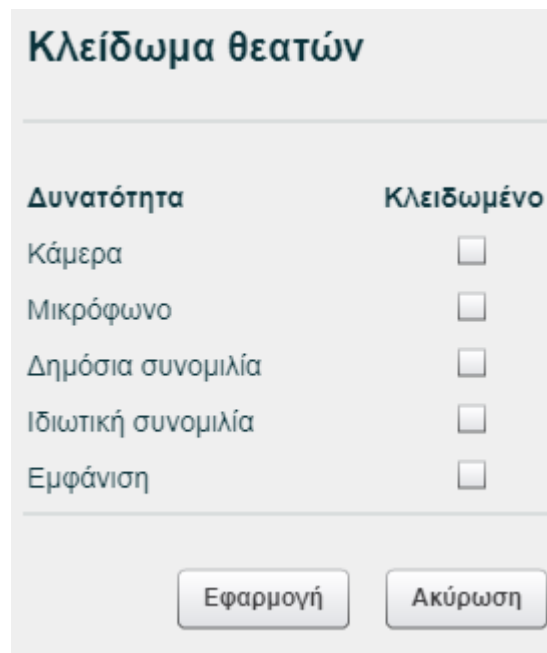 Κλείδωμα θεατών
Δυνατότητα Κλειδωμένο
Κάμερα
Μικρόφωνο
Δημόσια συνομιλία
Ιδιωτική συνομιλία
Εμφάνιση
Εφαρμογή Ακύρωση